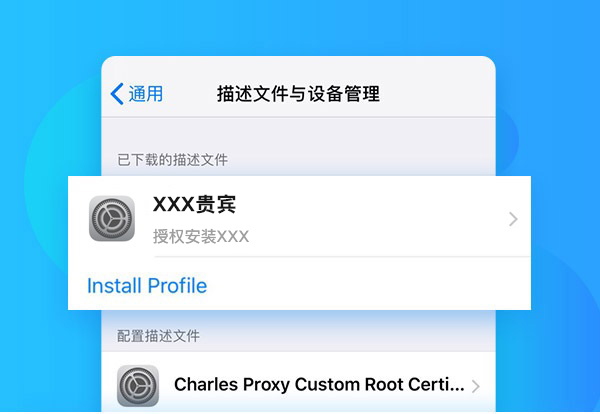 通用
描述文件与设备管理
已下载的描述文件
XXX贵宾
授权安装XXX
Install Profile
配置描述文件
Charles Proxy Custom Root Certi...